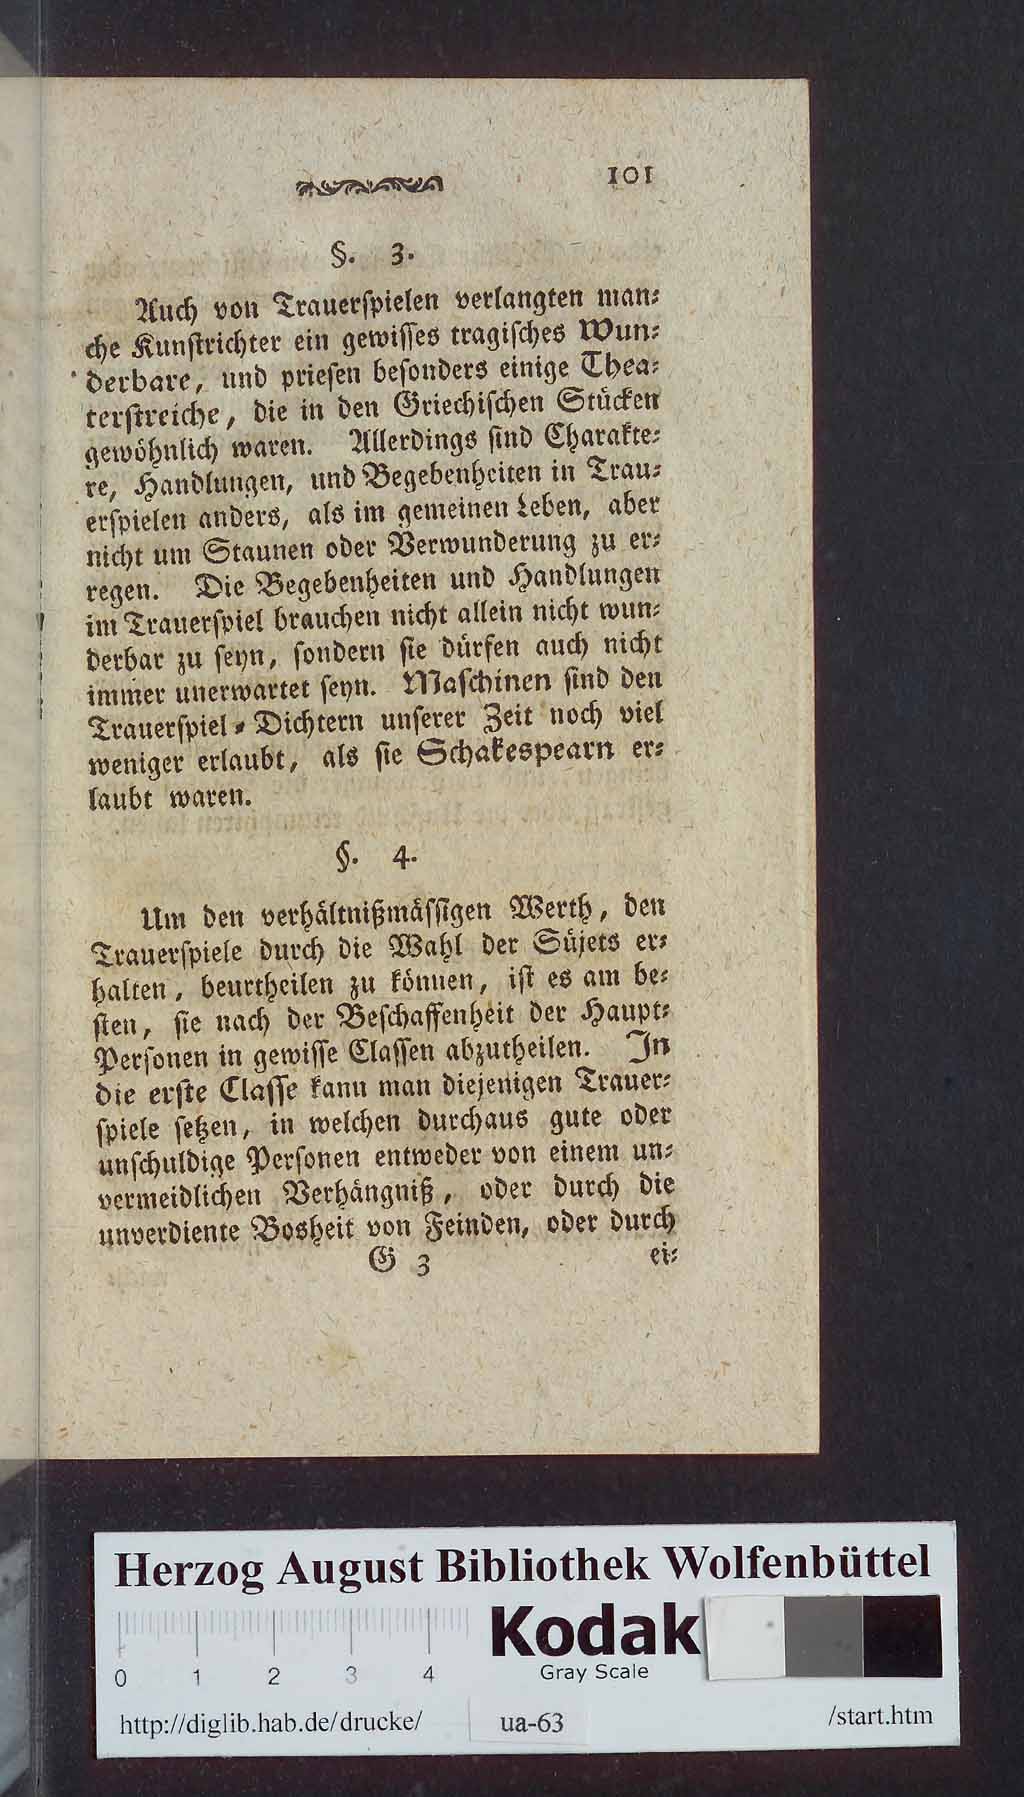 101
§. 3.
Auch von Trauerspielen verlangten man⸗
che Kunstrichter ein gewisses tragisches Wun⸗
derbare, und priesen besonders einige Thea⸗
terstreiche, die in den Griechischen Stücken
gewöhnlich waren. Allerdings sind Charakte⸗
re, Handlungen, und Begebenheiten in Trau⸗
erspielen anders, als im gemeinen Leben, aber
nicht um Staunen oder Verwunderung zu er⸗
regen. Die Begebenheiten und Handlungen
im Trauerspiel brauchen nicht allein nicht wun⸗
derbar zu seyn, sondern sie dürfen auch nicht
immer unerwartet seyn. Maschinen sind den
Trauerspiel⸗Dichtern unserer Zeit noch viel
weniger erlaubt, als sie Schakespearn er⸗
laubt waren.
§. 4.
Um den verhältnißmässigen Werth, den
Trauerspiele durch die Wahl der Süjets er⸗
halten, beurtheilen zu können, ist es am be⸗
sten, sie nach der Beschaffenheit der Haupt⸗
Personen in gewisse Classen abzutheilen. In
die erste Classe kann man diejenigen Trauer⸗
spiele setzen, in welchen durchaus gute oder
unschuldige Personen entweder von einem un⸗
vermeidlichen Verhängniß, oder durch die
unverdiente Bosheit von Feinden, oder durch
G 3 ei⸗
Herzog August Bibliothek Wolfenbüttel
Kodak
Gray Scale
0 1 2 3 4
http://diglib.hab.de/drucke/ ua-63 /start.htm